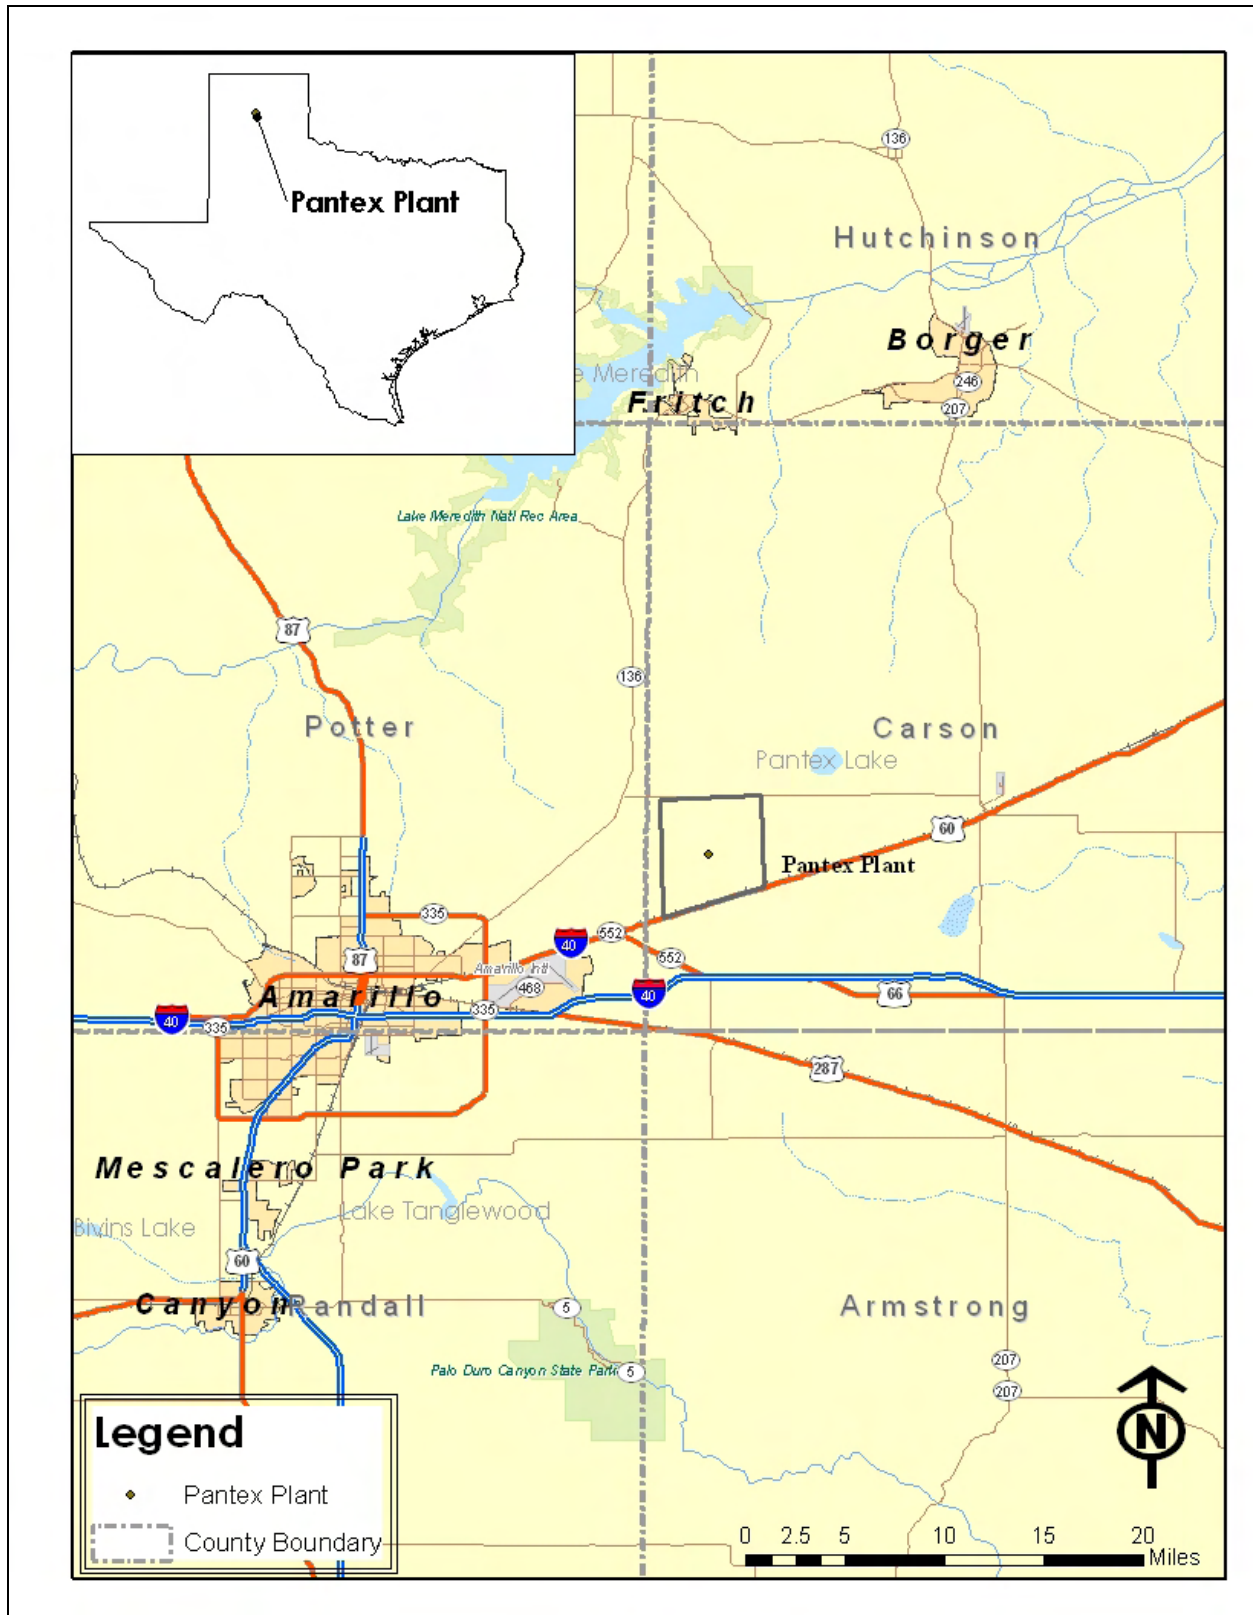 Pantex Plant
136
Hutchinson
Borger
e Meredith
246
Fritch
207
Lake Meredith Natl Rec Area
87
136
Potter
Carson
Pantex Lake
60
Pantex Plant
335
552
40
552
87
Amarillo Intl
468
Amarillo
40
66
335
40
335
287
Mescalero Park
Lake Tanglewood
Bivins Lake
60
Canyon
Randall
5
Armstrong
207
Palo Duro Canyon State Park
5
207
N
Legend
Pantex Plant
County Boundary
0 2.5 5 10 15 20
Miles